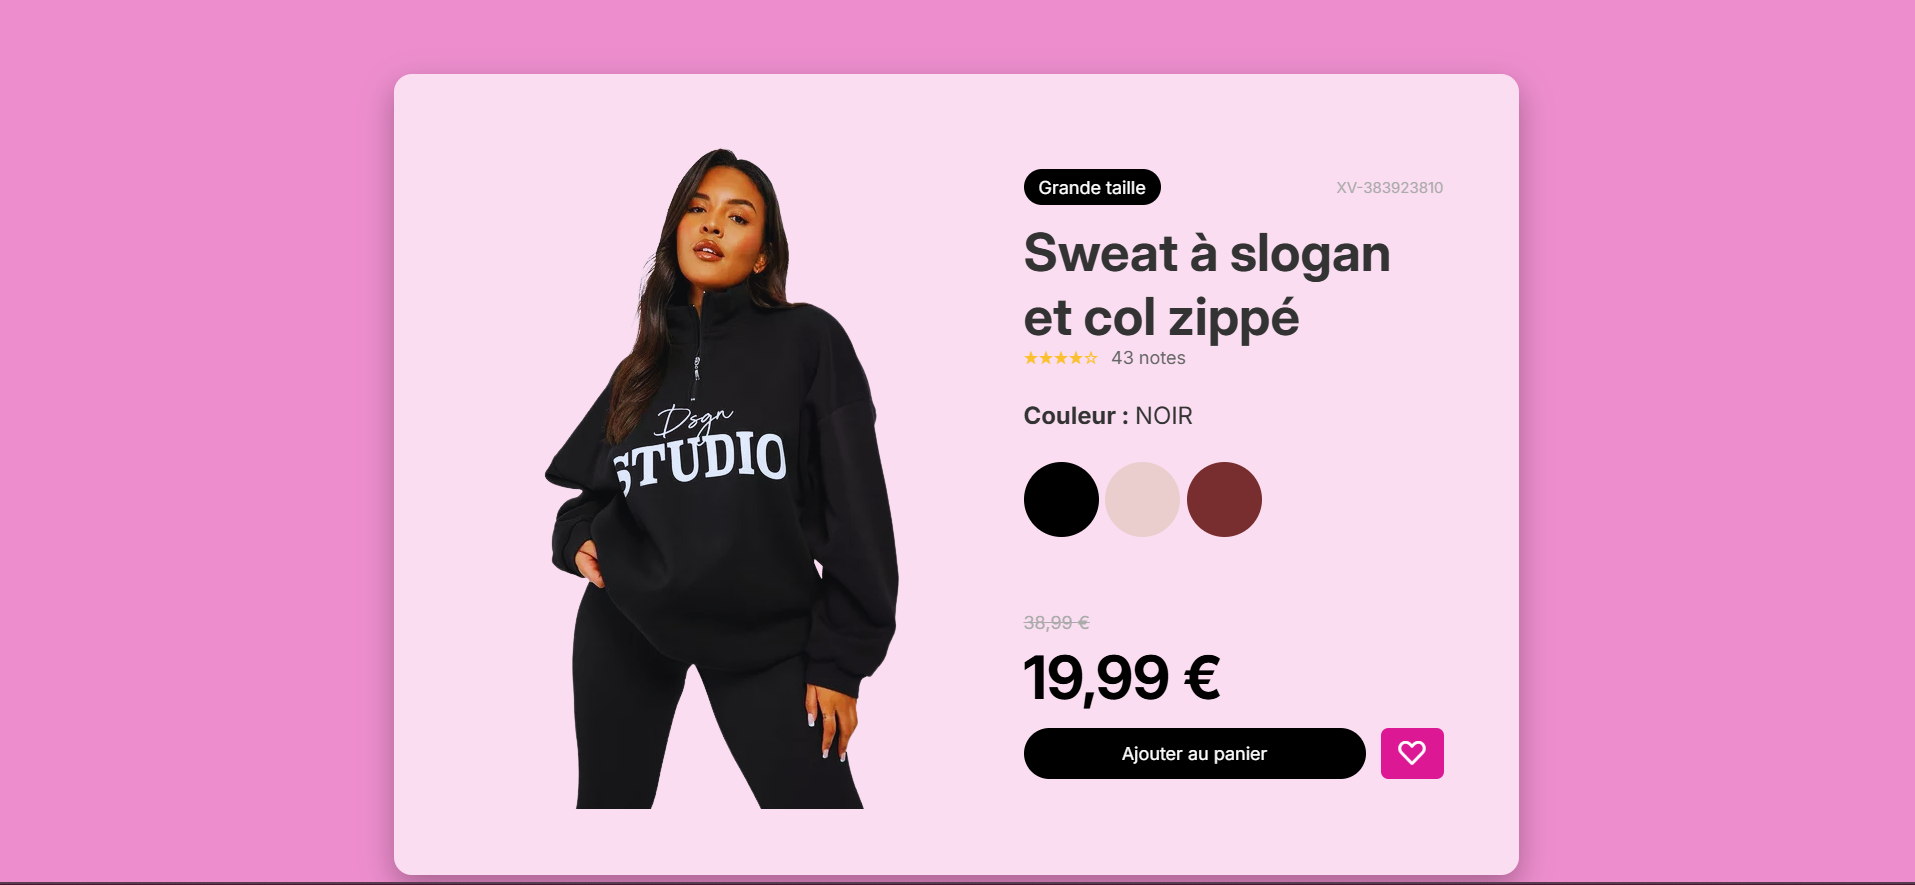 Grande taille
XV-383923810
Sweat à slogan
et col zippé
★★★★☆ 43 notes
Couleur : NOIR
Dsgn
STUDIO
38,99 €
19,99 €
Ajouter au panier